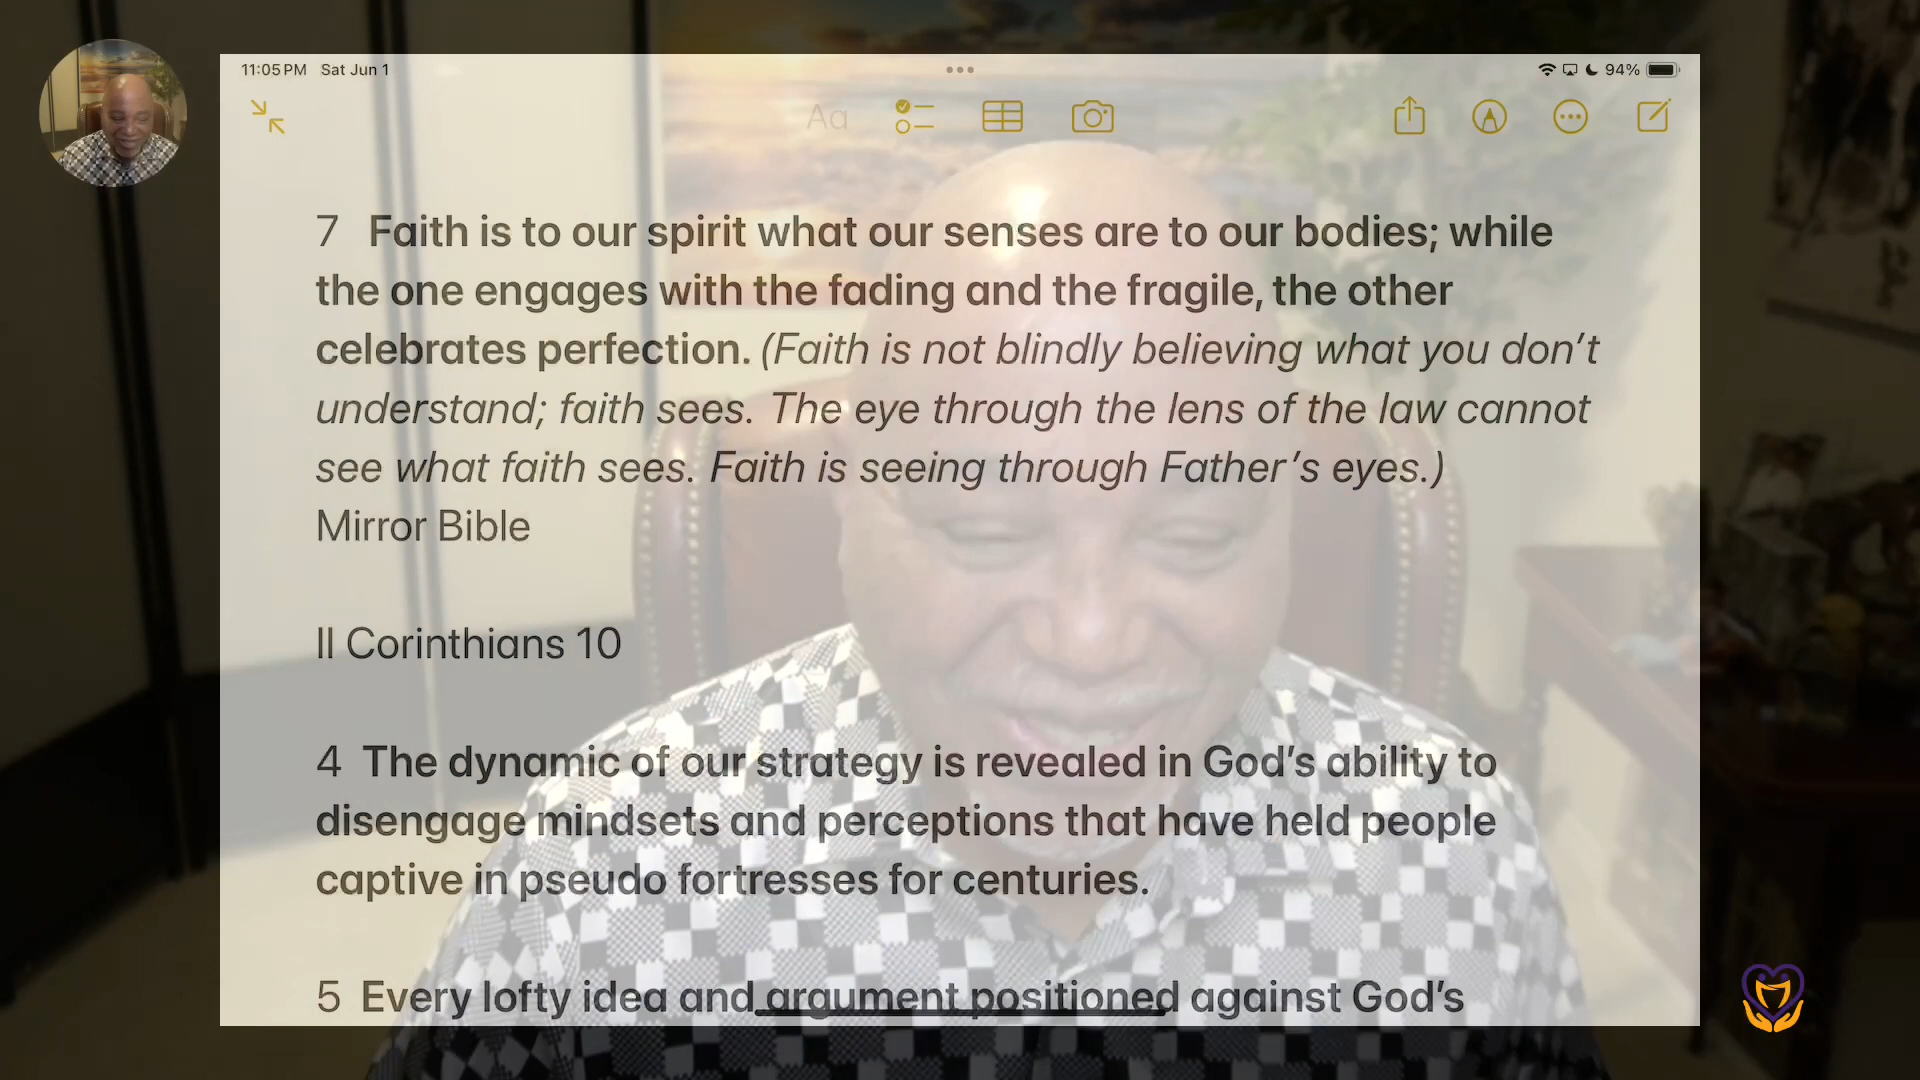 11:05 PM Sat Jun 1
94%
Aa
7 Faith is to our spirit what our senses are to our bodies; while
the one engages with the fading and the fragile, the other
celebrates perfection. (Faith is not blindly believing what you don’t
understand; faith sees. The eye through the lens of the law cannot
see what faith sees. Faith is seeing through Father’s eyes.)
Mirror Bible
II Corinthians 10
4 The dynamic of our strategy is revealed in God’s ability to
disengage mindsets and perceptions that have held people
captive in pseudo fortresses for centuries.
5 Every lofty idea and argument positioned against God’s